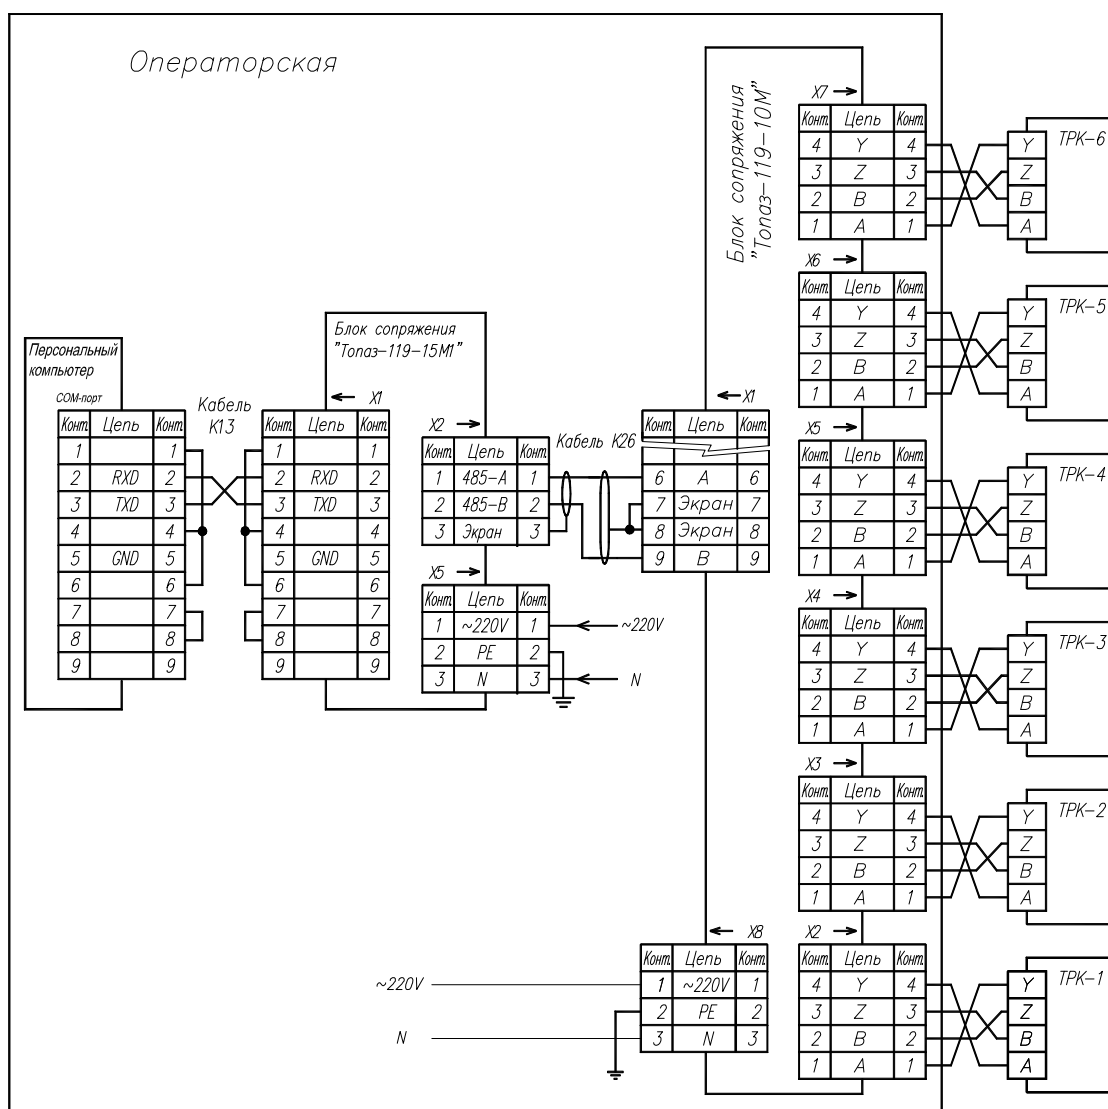 Операторская
Персональный
компьютер
COM-порт
Конт. Цепь Конт.
1 1
2 RXD 2
3 TXD 3
4 4
5 GND 5
6 6
7 7
8 8
9 9
Кабель
К13
Блок сопряжения
"Топаз-119-15М1"
X1
Конт. Цепь Конт.
1 1
2 RXD 2
3 TXD 3
4 4
5 GND 5
6 6
7 7
8 8
9 9
X2
Конт. Цепь Конт.
1 485-A 1
2 485-B 2
3 Экран 3
X5
Конт. Цепь Конт.
1 ~220V 1
2 PE 2
3 N 3
~220V
N
Кабель К26
Блок сопряжения
"Топаз-119-10М"
X1
Конт. Цепь Конт.
6 A 6
7 Экран 7
8 Экран 8
9 B 9
X8
Конт. Цепь Конт.
1 ~220V 1
2 PE 2
3 N 3
~220V
N
X7
Конт. Цепь Конт.
4 Y 4
3 Z 3
2 B 2
1 A 1
Y
Z
B
A
ТРК-6
X6
Конт. Цепь Конт.
4 Y 4
3 Z 3
2 B 2
1 A 1
Y
Z
B
A
ТРК-5
X5
Конт. Цепь Конт.
4 Y 4
3 Z 3
2 B 2
1 A 1
Y
Z
B
A
ТРК-4
X4
Конт. Цепь Конт.
4 Y 4
3 Z 3
2 B 2
1 A 1
Y
Z
B
A
ТРК-3
X3
Конт. Цепь Конт.
4 Y 4
3 Z 3
2 B 2
1 A 1
Y
Z
B
A
ТРК-2
X2
Конт. Цепь Конт.
4 Y 4
3 Z 3
2 B 2
1 A 1
Y
Z
B
A
ТРК-1